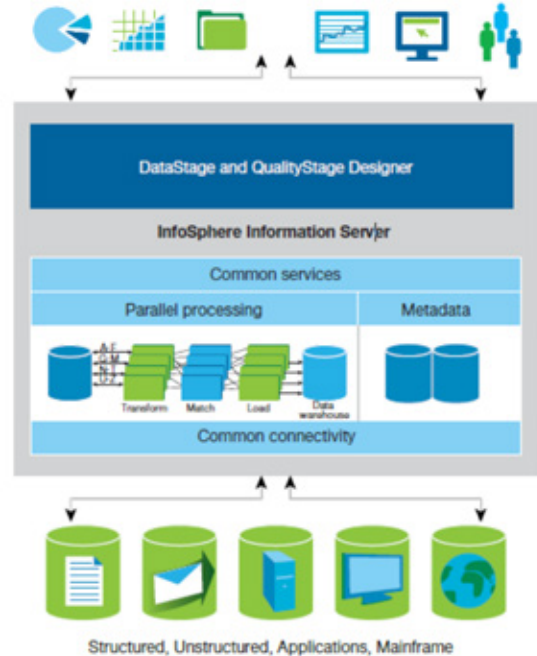 DataStage and QualityStage Designer
InfoSphere Information Server
Common services
Parallel processing
Metadata
A-F
G-M
N-T
U-Z
Transform
Match
Load
Data
warehouse
Common connectivity
Structured, Unstructured, Applications, Mainframe